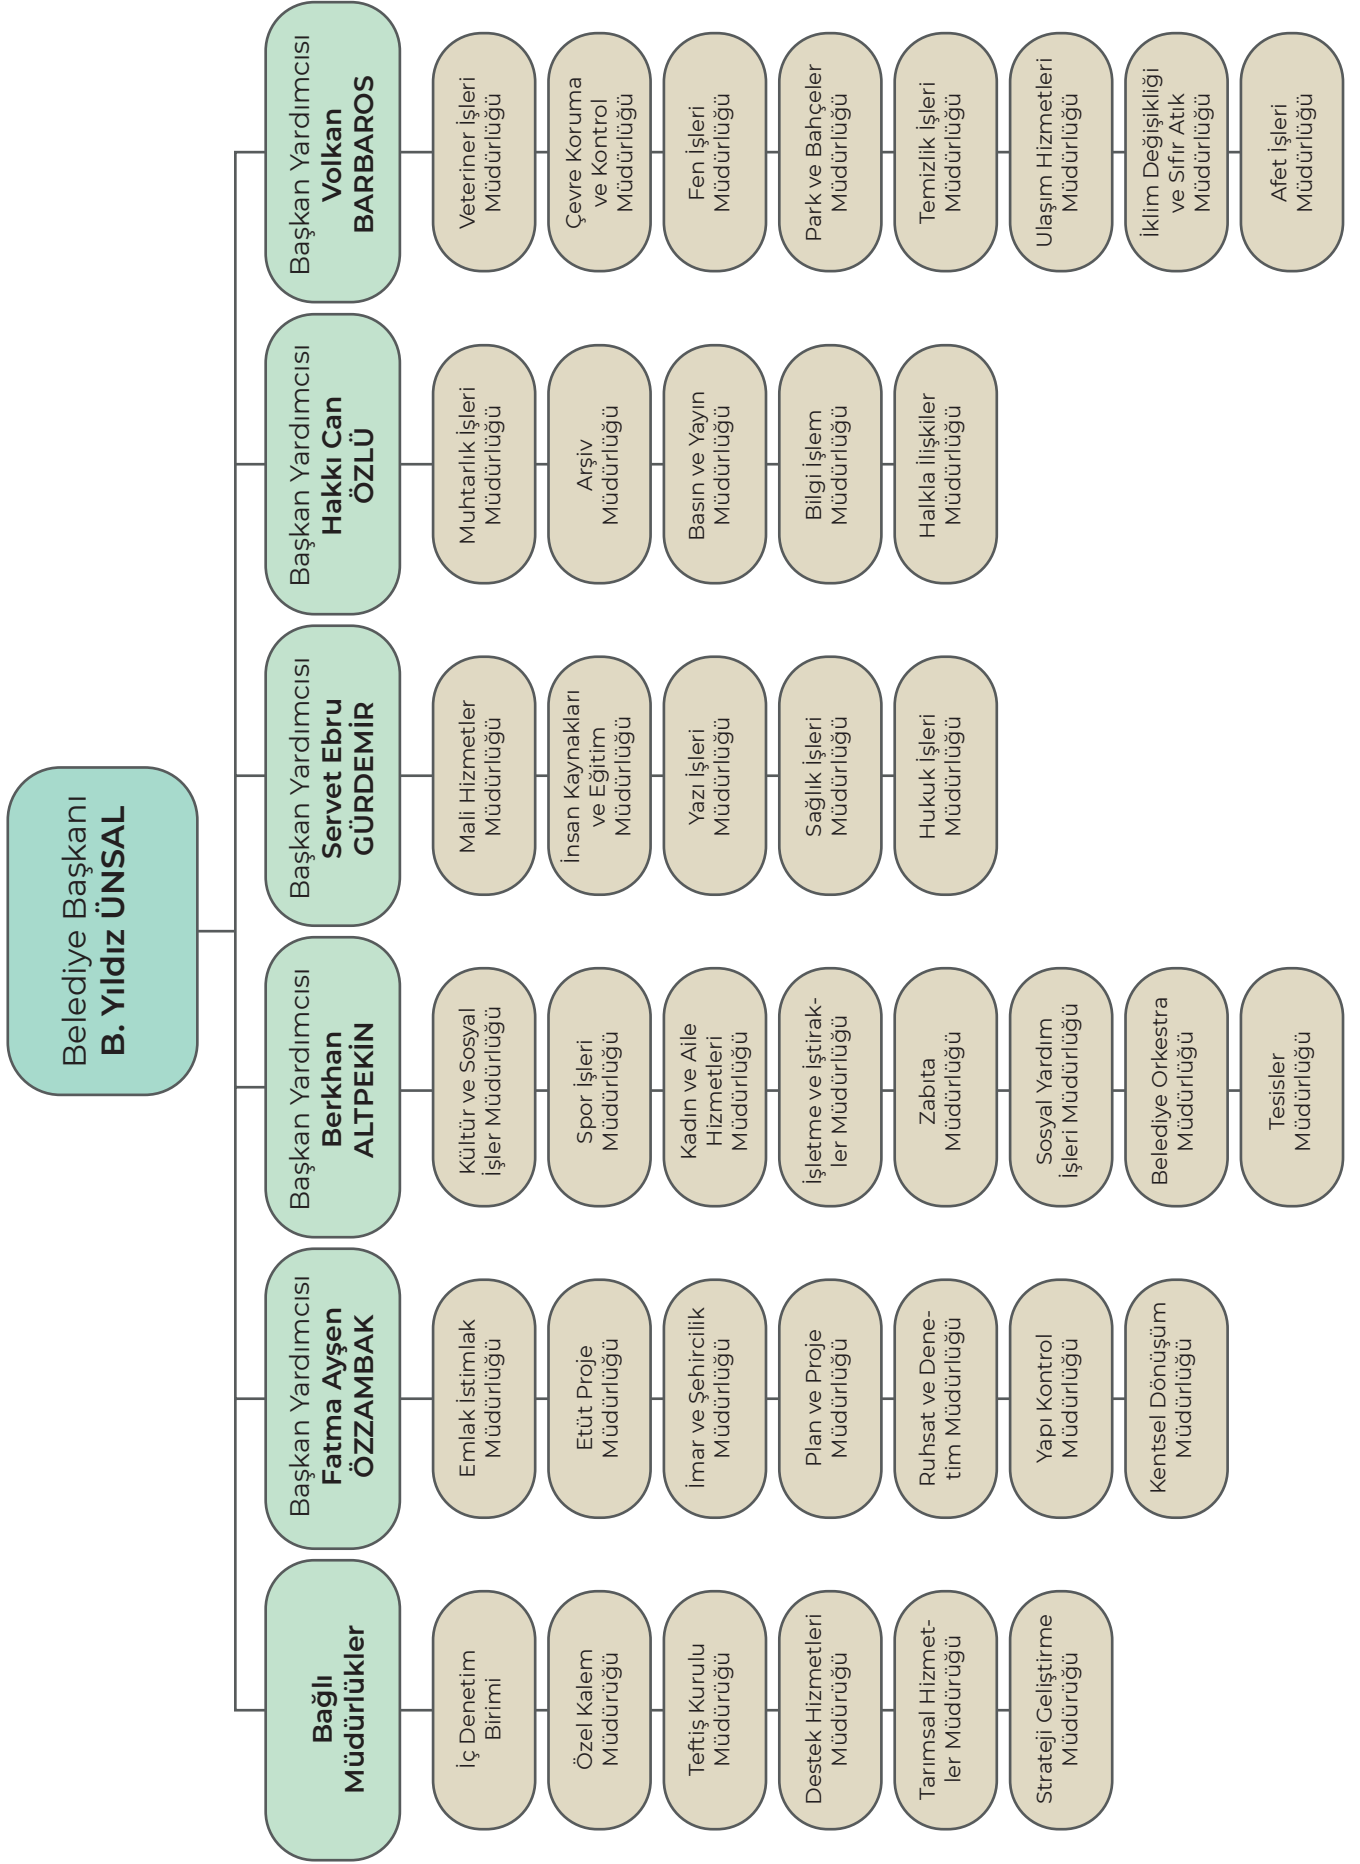 Belediye Başkanı
B. Yıldız ÜNSAL
Bağlı
Müdürlükler
İç Denetim
Birimi
Özel Kalem
Müdürüğü
Teftiş Kurulu
Müdürüğü
Destek Hizmetleri
Müdürüğü
Tarımsal Hizmet-
ler Müdürüğü
Strateji Geliştirme
Müdürüğü
Başkan Yardımcısı
Fatma Ayşen
ÖZZAMBAK
Emlak İstimlak
Müdürlüğü
Etüt Proje
Müdürlüğü
İmar ve Şehircilik
Müdürlüğü
Plan ve Proje
Müdürlüğü
Ruhsat ve Dene-
tim Müdürlüğü
Yapı Kontrol
Müdürlüğü
Kentsel Dönüşüm
Müdürlüğü
Başkan Yardımcısı
Berkhan
ALTPEKİN
Kültür ve Sosyal
İşler Müdürlüğü
Spor İşleri
Müdürlüğü
Kadın ve Aile
Hizmetleri
Müdürlüğü
İşletme ve İştirak-
ler Müdürlüğü
Zabıta
Müdürlüğü
Sosyal Yardım
İşleri Müdürlüğü
Belediye Orkestra
Müdürlüğü
Tesisler
Müdürlüğü
Başkan Yardımcısı
Servet Ebru
GÜRDEMİR
Mali Hizmetler
Müdürlüğü
İnsan Kaynakları
ve Eğitim
Müdürlüğü
Yazı İşleri
Müdürlüğü
Sağlık İşleri
Müdürlüğü
Hukuk İşleri
Müdürlüğü
Başkan Yardımcısı
Hakkı Can
ÖZLÜ
Muhtarlık İşleri
Müdürlüğü
Arşiv
Müdürlüğü
Basın ve Yayın
Müdürlüğü
Bilgi İşlem
Müdürlüğü
Halkla İlişkiler
Müdürlüğü
Başkan Yardımcısı
Volkan
BARBAROS
Veteriner İşleri
Müdürlüğü
Çevre Koruma
ve Kontrol
Müdürlüğü
Fen İşleri
Müdürlüğü
Park ve Bahçeler
Müdürlüğü
Temizlik İşleri
Müdürlüğü
Ulaşım Hizmetleri
Müdürlüğü
İklim Değişikliği
ve Sıfır Atık
Müdürlüğü
Afet İşleri
Müdürlüğü